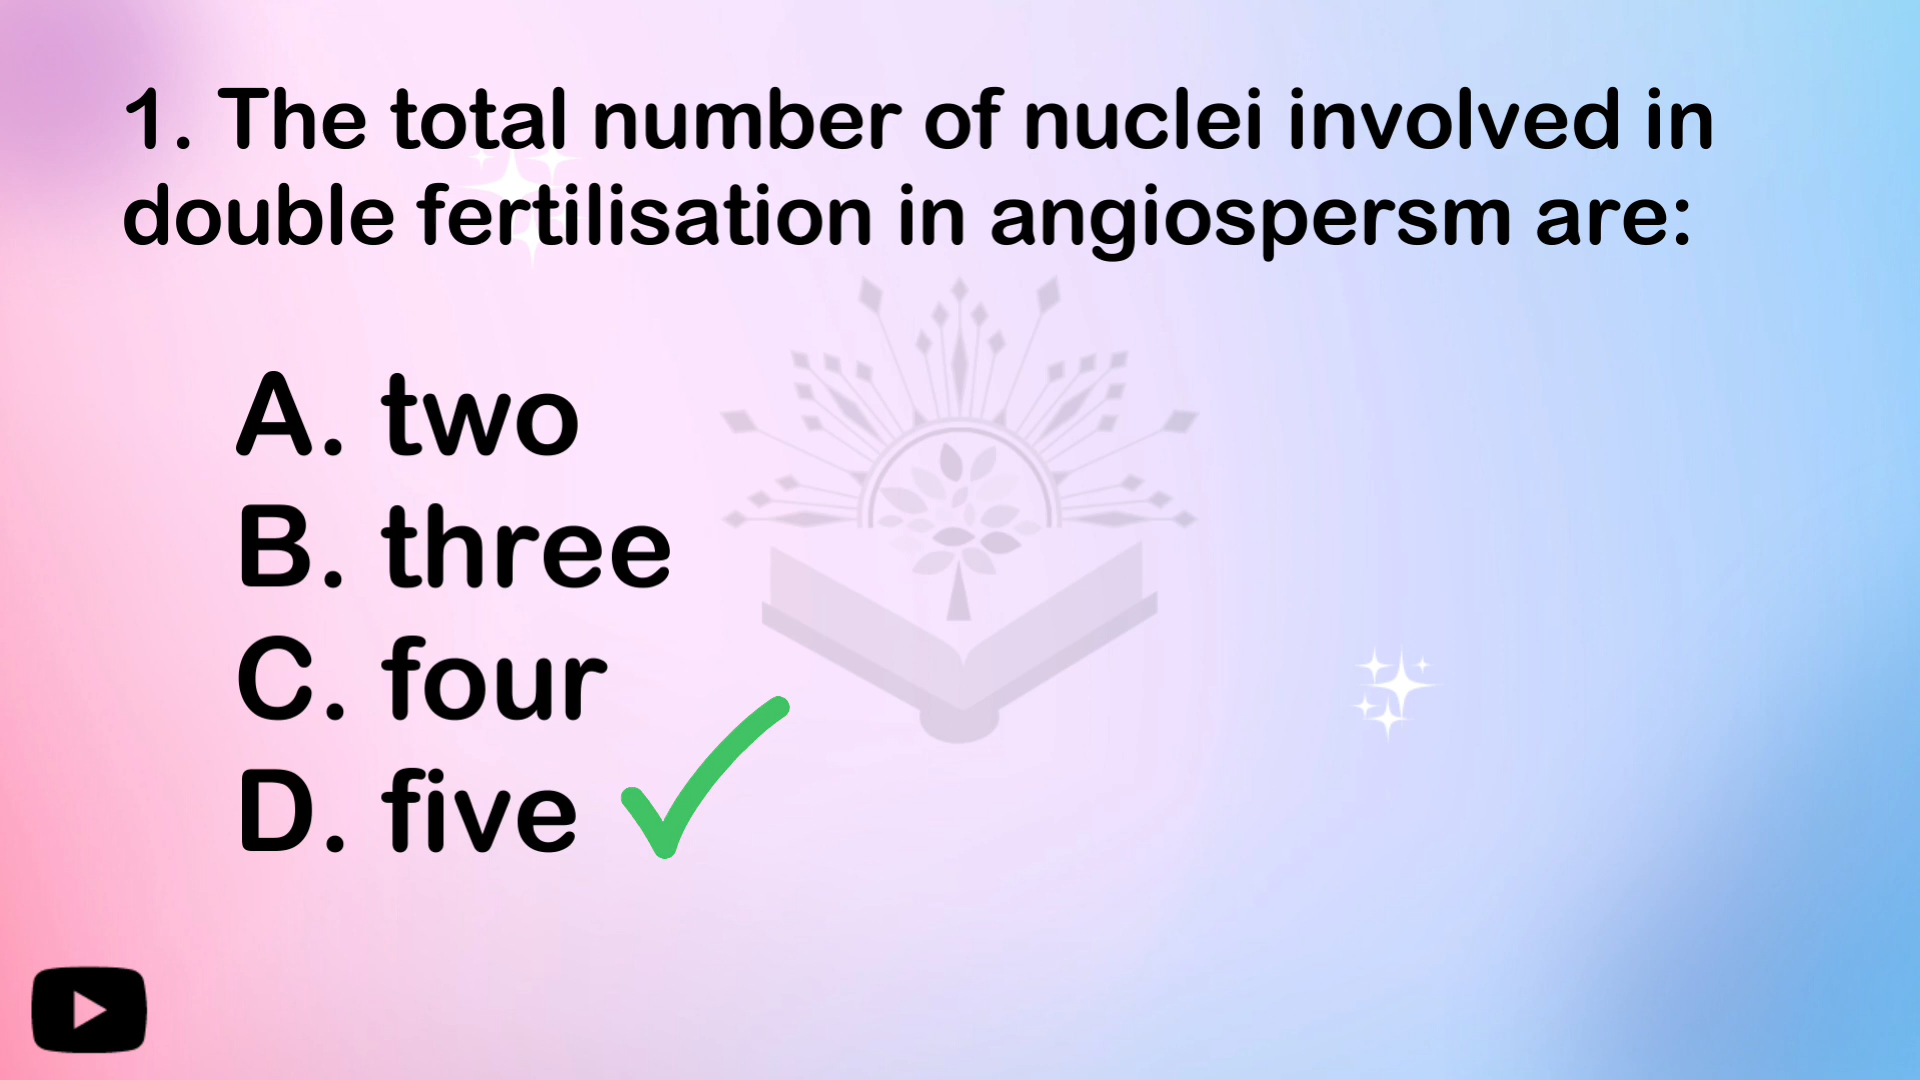 1. The total number of nuclei involved in
double fertilisation in angiospersm are:
A. two
B. three
C. four
D. five